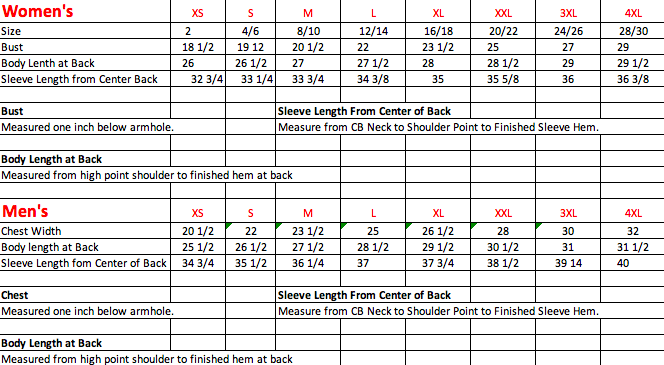 Women's XS S M L XL XXL 3XL 4XL
Size 2 4/6 8/10 12/14 16/18 20/22 24/26 28/30
Bust 18 1/2 19 12 20 1/2 22 23 1/2 25 27 29
Body Lenth at Back 26 26 1/2 27 27 1/2 28 28 1/2 29 29 1/2
Sleeve Length from Center Back 32 3/4 33 1/4 33 3/4 34 3/8 35 35 5/8 36 36 3/8
Bust Sleeve Length From Center of Back
Measured one inch below armhole. Measure from CB Neck to Shoulder Point to Finished Sleeve Hem.
Body Length at Back
Measured from high point shoulder to finished hem at back
Men's XS S M L XL XXL 3XL 4XL
Chest Width 20 1/2 22 23 1/2 25 26 1/2 28 30 32
Body length at Back 25 1/2 26 1/2 27 1/2 28 1/2 29 1/2 30 1/2 31 31 1/2
Sleeve Length fom Center of Back 34 3/4 35 1/2 36 1/4 37 37 3/4 38 1/2 39 14 40
Chest Sleeve Length From Center of Back
Measured one inch below armhole. Measure from CB Neck to Shoulder Point to Finished Sleeve Hem.
Body Length at Back
Measured from high point shoulder to finished hem at back